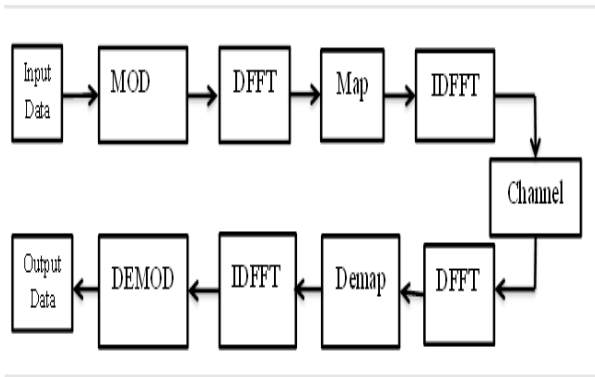 Input
Data
MOD
DFFT
Map
IDFFT
Channel
Output
Data
DEMOD
IDFFT
Demap
DFFT